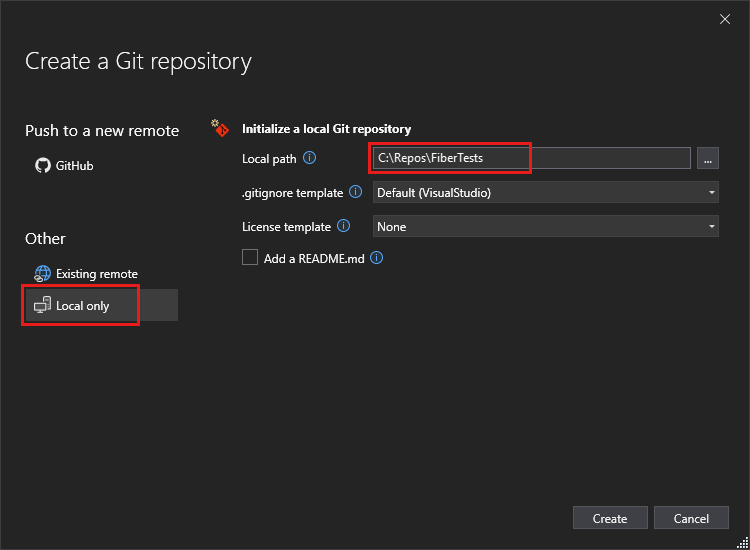 Create a Git repository
Push to a new remote
GitHub
Other
Existing remote
Local only
Initialize a local Git repository
Local path
C:\Repos\FiberTests
...
.gitignore template
Default (VisualStudio)
License template
None
Add a README.md
Create
Cancel